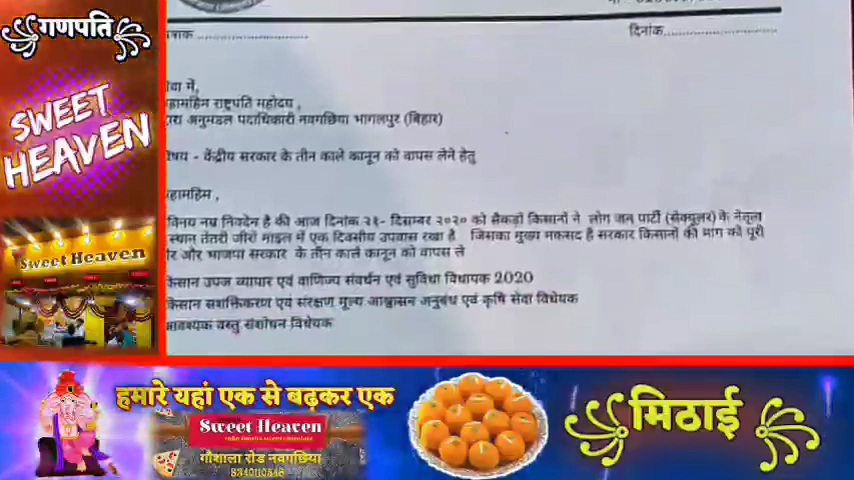 गणपति
SWEET
HEAVEN
Sweet Heaven
दिनांक
महामहिम राष्ट्रपति महोदय ,
द्वारा अनुमंडल पदाधिकारी नवगछिया भागलपुर (बिहार)
विषय - केंद्रीय सरकार के तीन काले कानून को वापस लेने हेतु
महामहिम ,
निवेदन है की आज दिनांक २१- दिसम्बर २०२० को सैकड़ों किसानों ने लोग जन पार्टी (सेक्युलर) के नेतृत्व
तेतरी जीरो माइल में एक दिवसीय उपवास रखा है जिसका मुख्य मकसद है सरकार किसानों की मांग को पूरी
और भाजपा सरकार के तीन काले कानून को वापस ले
किसान उपज व्यापार एवं वाणिज्य संवर्धन एवं सुविधा विधायक 2020
किसान सशक्तिकरण एवं संरक्षण मूल्य आश्वासन अनुबंध एवं कृषि सेवा विधेयक
आवश्यक वस्तु संशोधन विधेयक
हमारे यहां एक से बढ़कर एक
Sweet Heaven
गौशाला रोड नवगछिया
मिठाई